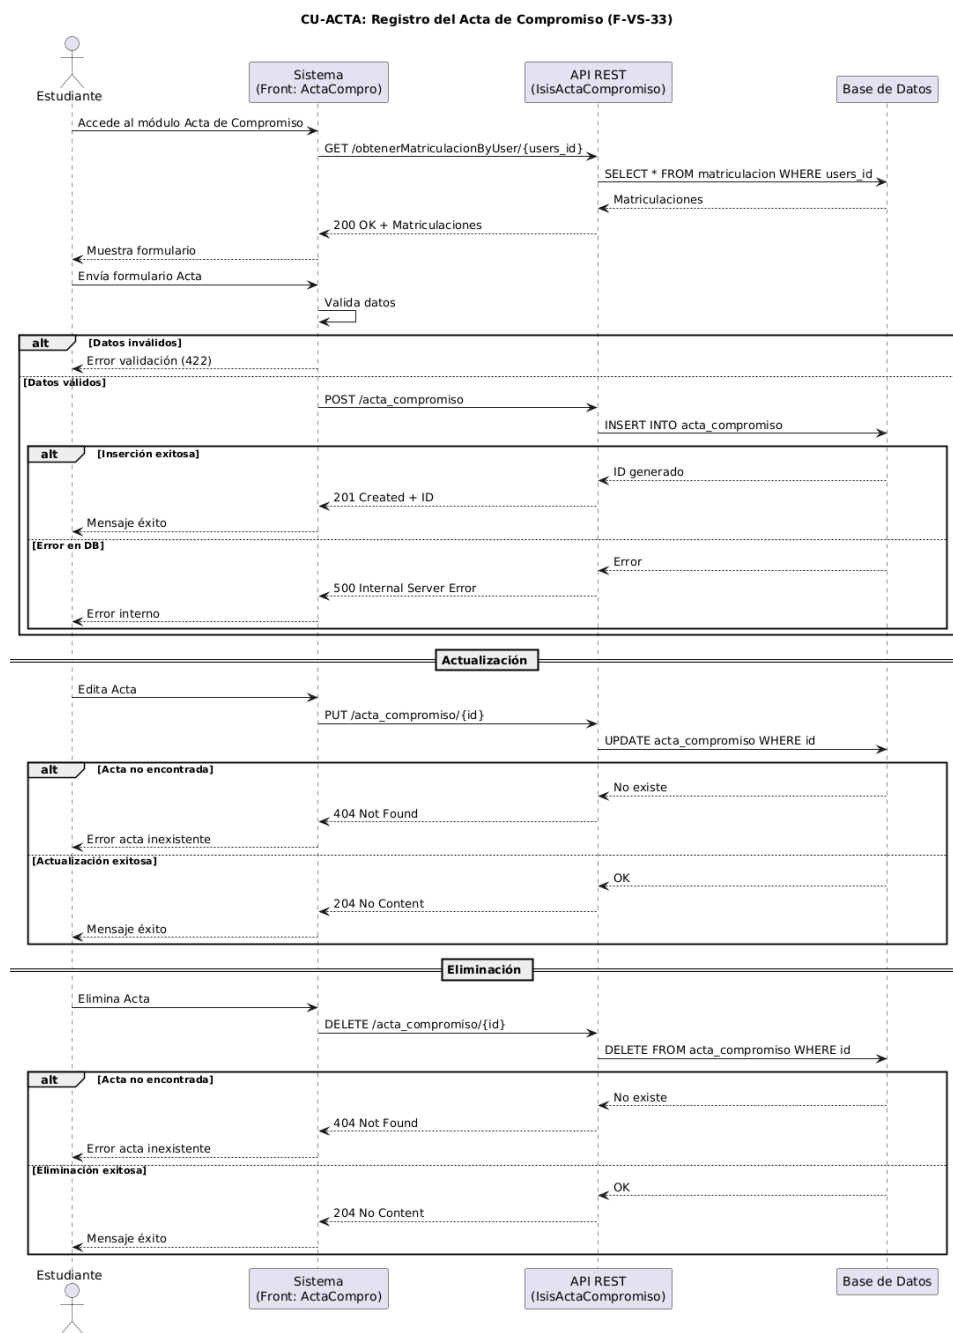 CU-ACTA: Registro del Acta de Compromiso (F-VS-33)
Estudiante
Sistema
(Front: ActaCompro)
API REST
(IsisActaCompromiso)
Base de Datos
Accede al módulo Acta de Compromiso
GET /obtenerMatriculacionByUser/{users_id}
SELECT * FROM matriculacion WHERE users_id
Matriculaciones
200 OK + Matriculaciones
Muestra formulario
Envía formulario Acta
Valida datos
alt [Datos inválidos]
Error validación (422)
[Datos válidos]
POST /acta_compromiso
INSERT INTO acta_compromiso
alt [Inserción exitosa]
ID generado
201 Created + ID
Mensaje éxito
[Error en DB]
Error
500 Internal Server Error
Error interno
Actualización
Edita Acta
PUT /acta_compromiso/{id}
UPDATE acta_compromiso WHERE id
alt [Acta no encontrada]
No existe
404 Not Found
Error acta inexistente
[Actualización exitosa]
OK
204 No Content
Mensaje éxito
Eliminación
Elimina Acta
DELETE /acta_compromiso/{id}
DELETE FROM acta_compromiso WHERE id
alt [Acta no encontrada]
No existe
404 Not Found
Error acta inexistente
[Eliminación exitosa]
OK
204 No Content
Mensaje éxito
Estudiante
Sistema
(Front: ActaCompro)
API REST
(IsisActaCompromiso)
Base de Datos